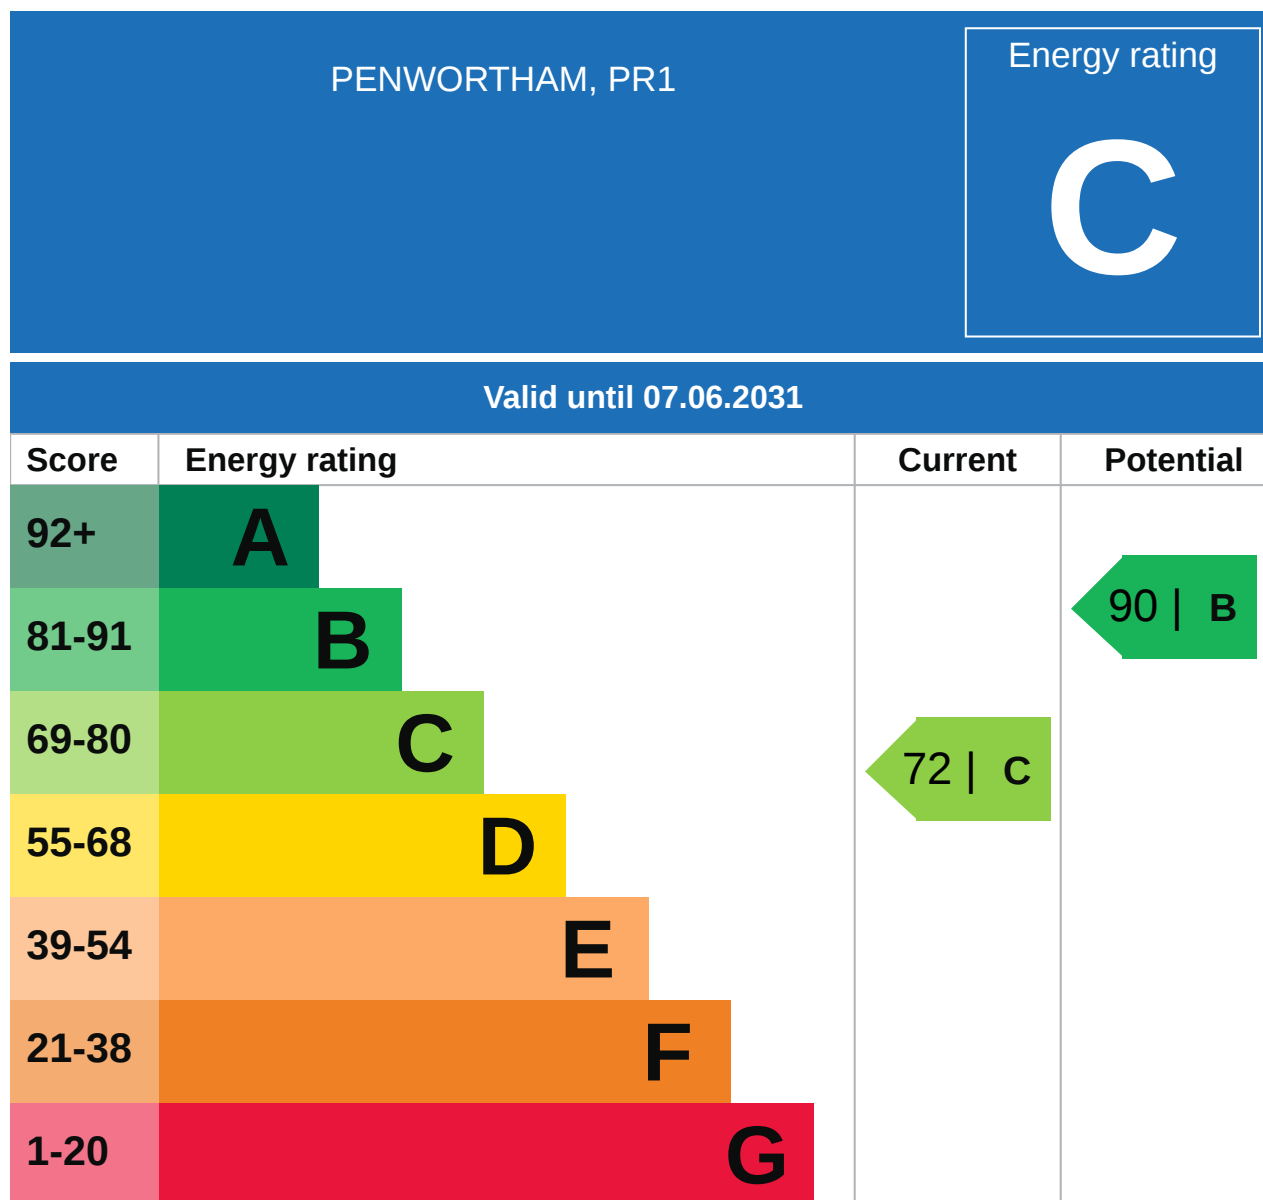 PENWORTHAM, PR1
Energy rating
C
Valid until 07.06.2031
Score Energy rating Current Potential
92+ A
81-91 B 90 | B
69-80 C 72 | C
55-68 D
39-54 E
21-38 F
1-20 G